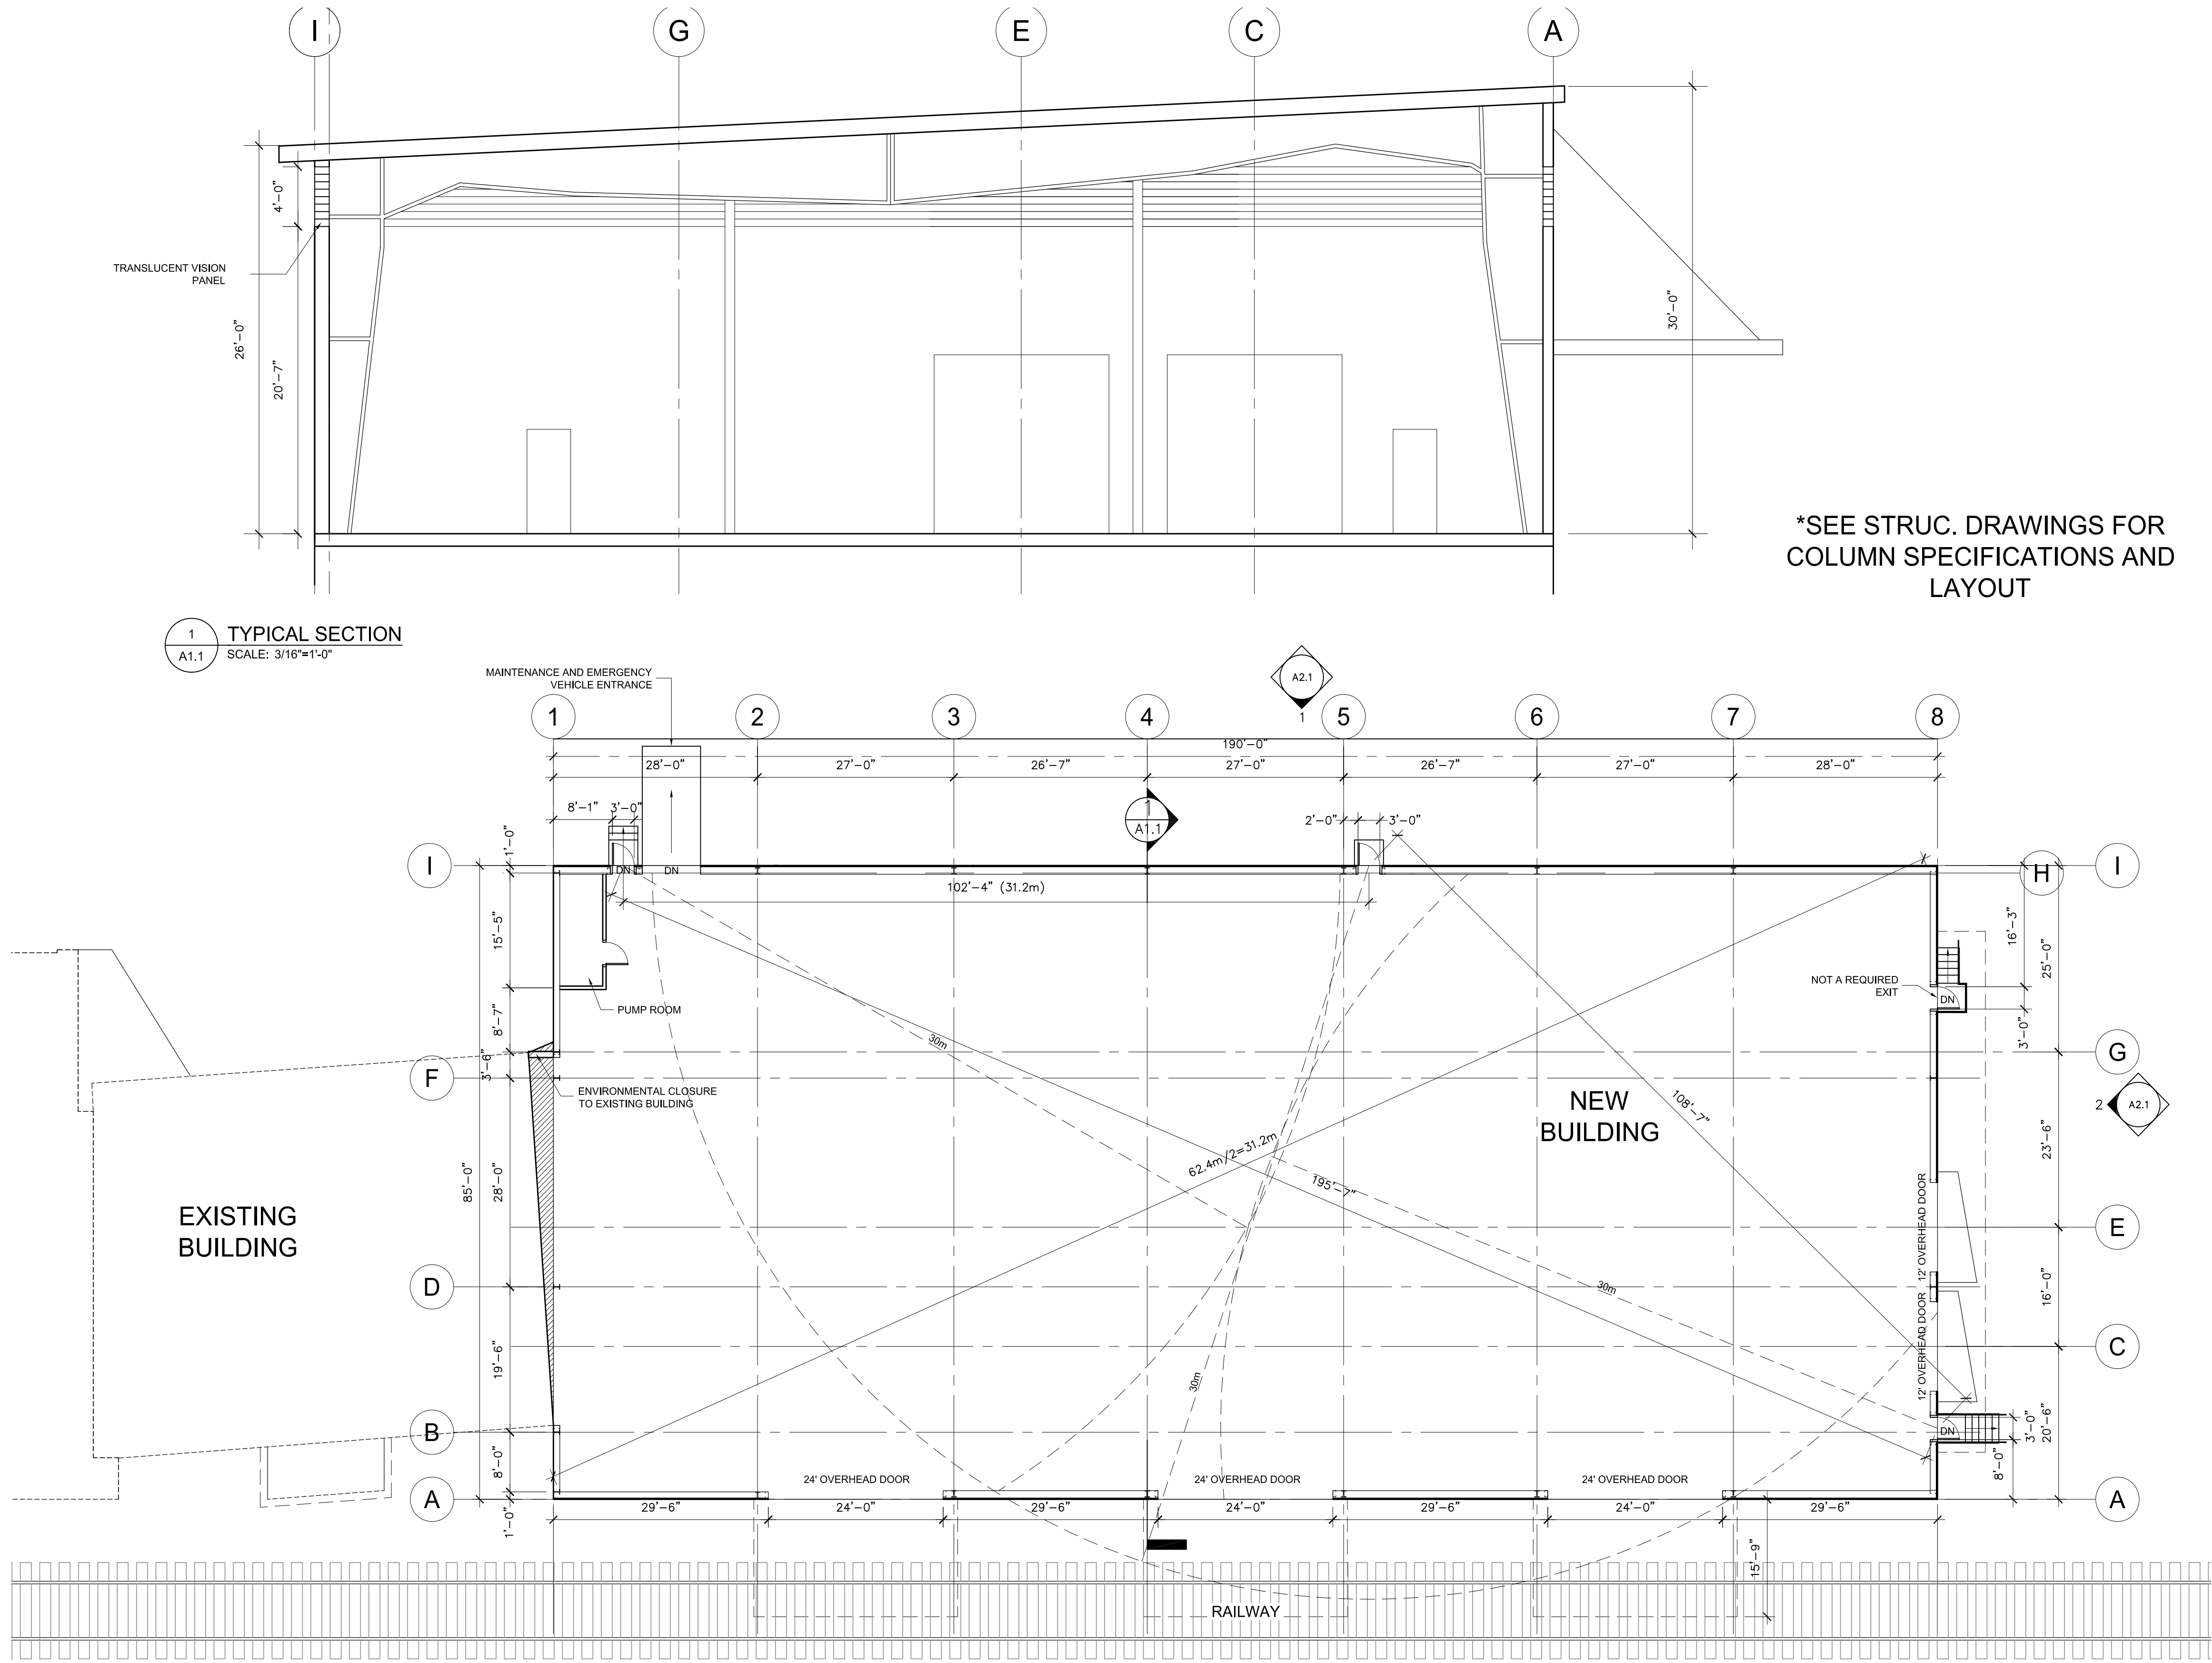 I
G
E
C
A
4'-0"
TRANSLUCENT VISION
PANEL
26'-0"
20'-7"
30'-0"
*SEE STRUC. DRAWINGS FOR
COLUMN SPECIFICATIONS AND
LAYOUT
1
A1.1
TYPICAL SECTION
SCALE: 3/16"=1'-0"
MAINTENANCE AND EMERGENCY
VEHICLE ENTRANCE
A2.1
1
1
2
3
4
5
6
7
8
190'-0"
28'-0"
27'-0"
26'-7"
27'-0"
26'-7"
27'-0"
28'-0"
8'-1"
3'-0"
1
A1.1
2'-0"
3'-0"
1'-0"
I
DN
DN
102'-4" (31.2m)
H
I
15'-5"
16'-3"
25'-0"
NOT A REQUIRED
EXIT
DN
PUMP ROOM
8'-7"
3'-0"
30m
G
3'-6"
F
ENVIRONMENTAL CLOSURE
TO EXISTING BUILDING
NEW
BUILDING
108'-7"
2
A2.1
23'-6"
62.4m/2=31.2m
195'-7"
85'-0"
28'-0"
EXISTING
BUILDING
12' OVERHEAD DOOR
E
D
30m
16'-0"
12' OVERHEAD DOOR
C
19'-6"
30m
B
DN
3'-0"
20'-6"
8'-0"
8'-0"
24' OVERHEAD DOOR
24' OVERHEAD DOOR
24' OVERHEAD DOOR
A
A
29'-6"
24'-0"
29'-6"
24'-0"
29'-6"
24'-0"
29'-6"
1'-0"
15'-9"
RAILWAY